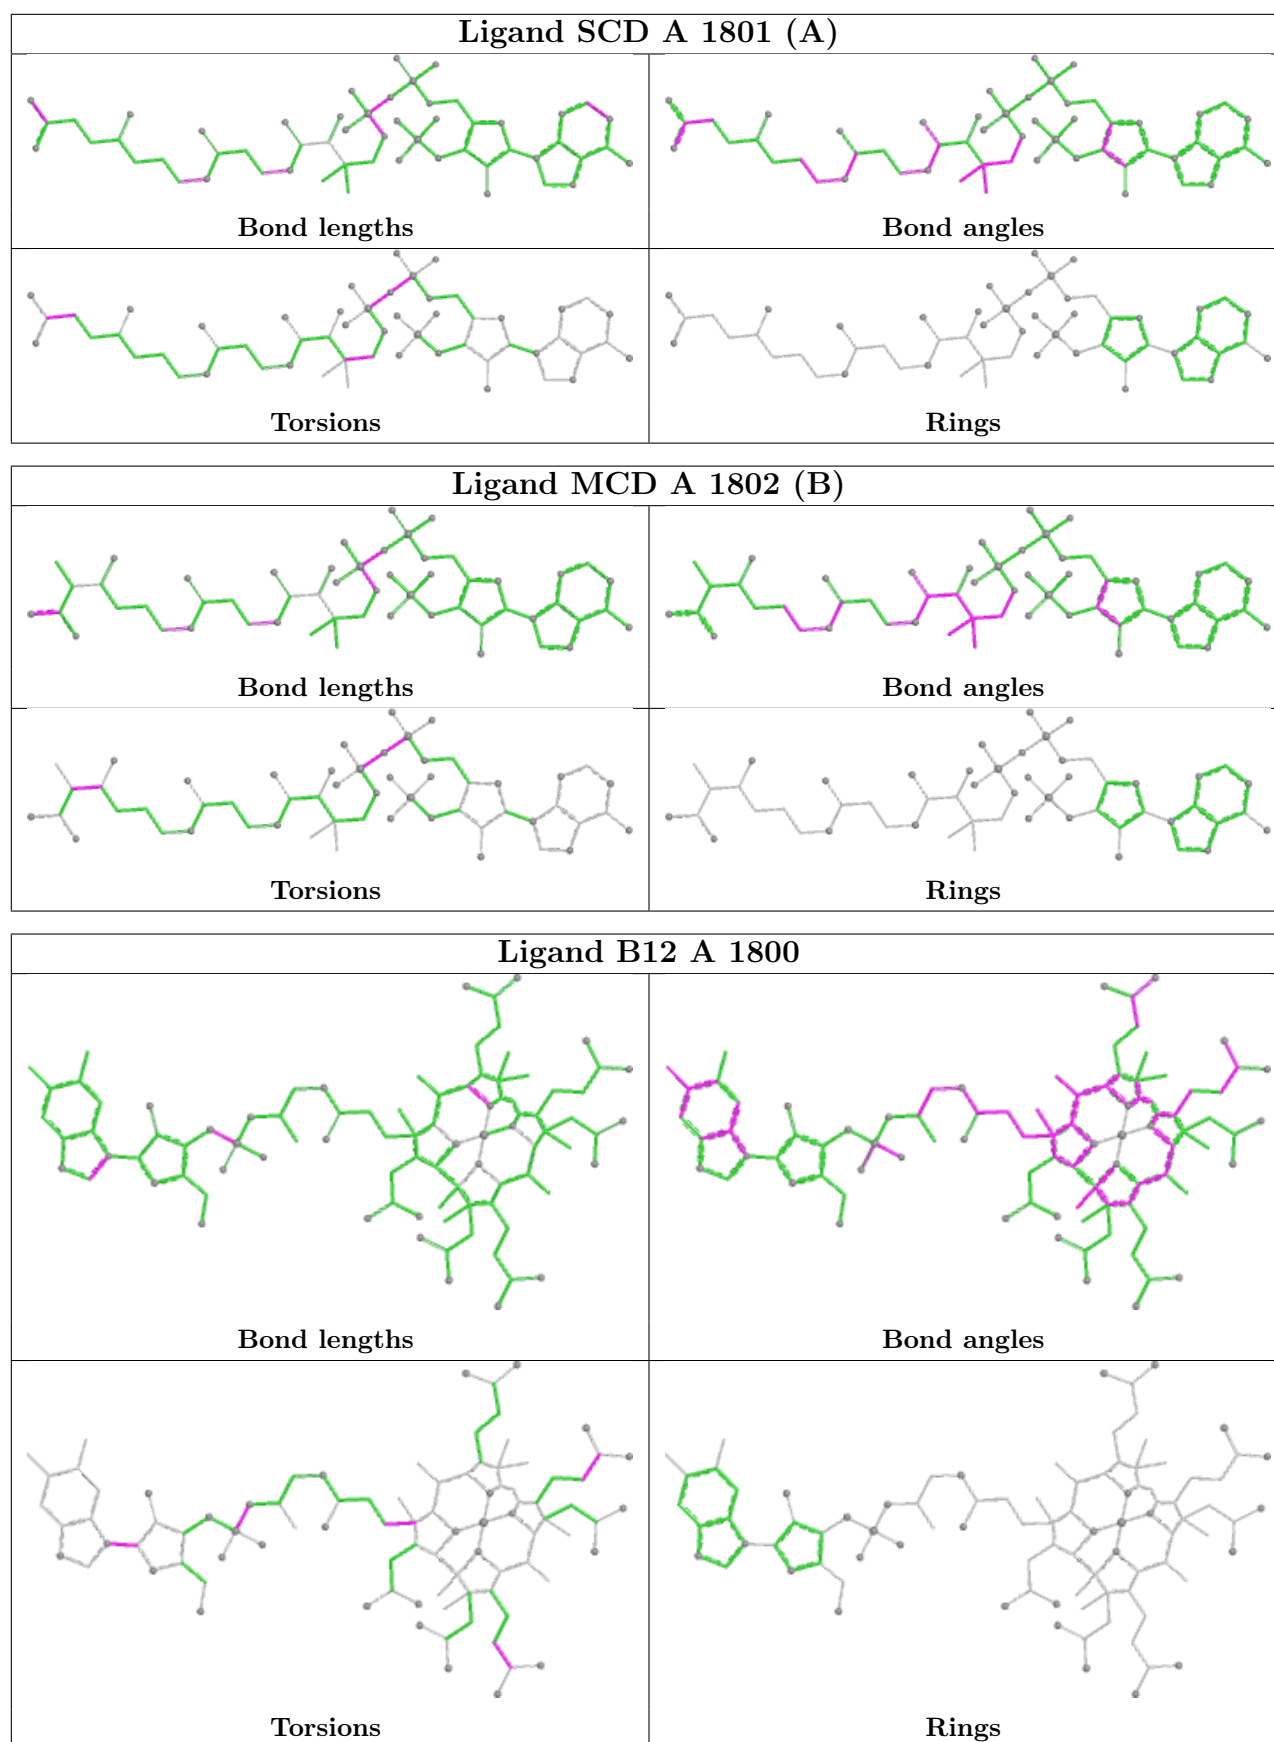 Ligand SCD A 1801 (A)
Bond lengths
Bond angles
Torsions
Rings
Ligand MCD A 1802 (B)
Bond lengths
Bond angles
Torsions
Rings
Ligand B12 A 1800
Bond lengths
Bond angles
Torsions
Rings